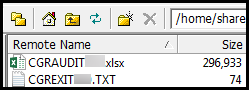 /home/share
Remote Name / Size
CGRAUDIT .xlsx 296,933
CGREXIT .TXT 74